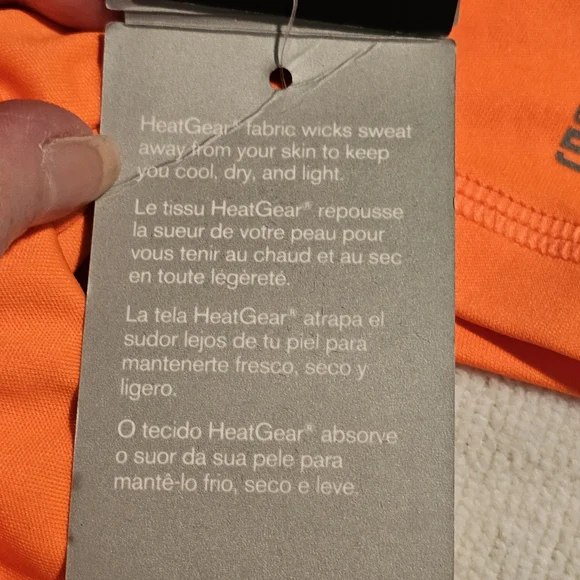 HeatGear® fabric wicks sweat
away from your skin to keep
you cool, dry, and light.
Le tissu HeatGear® repousse
la sueur de votre peau pour
vous tenir au chaud et au sec
en toute légèreté.
La tela HeatGear® atrapa el
sudor lejos de tu piel para
mantenerte fresco, seco y
ligero.
O tecido HeatGear® absorve
o suor da sua pele para
mantê-lo frio, seco e leve.